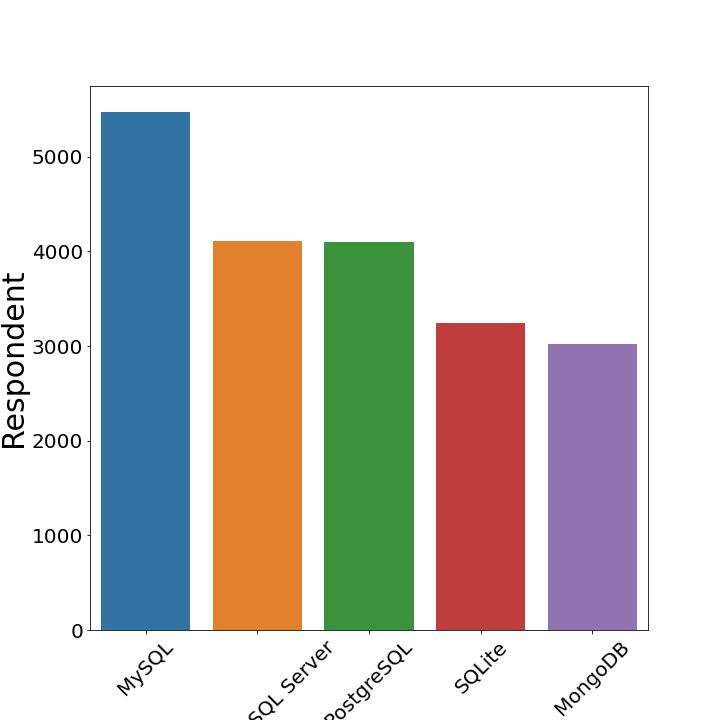 5000
4000
3000
2000
1000
0
Respondent
MySQL
SQL Server
PostgreSQL
SQLite
MongoDB